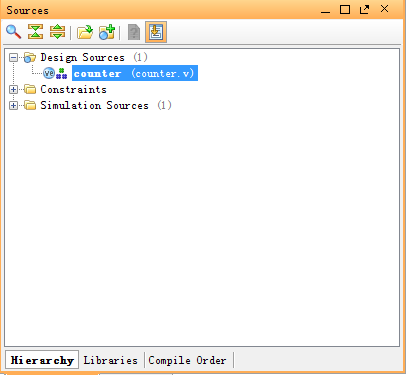 Sources
Design Sources (1)
counter (counter.v)
Constraints
Simulation Sources (1)
Hierarchy Libraries Compile Order